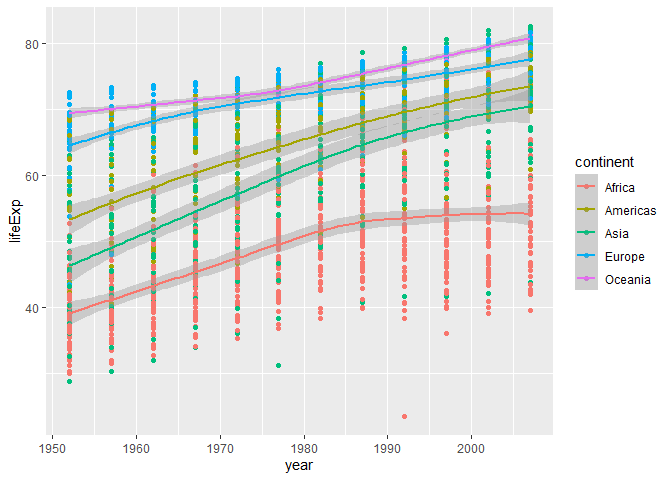 80
60
40
lifeExp
1950
1960
1970
1980
1990
2000
year
continent
Africa
Americas
Asia
Europe
Oceania